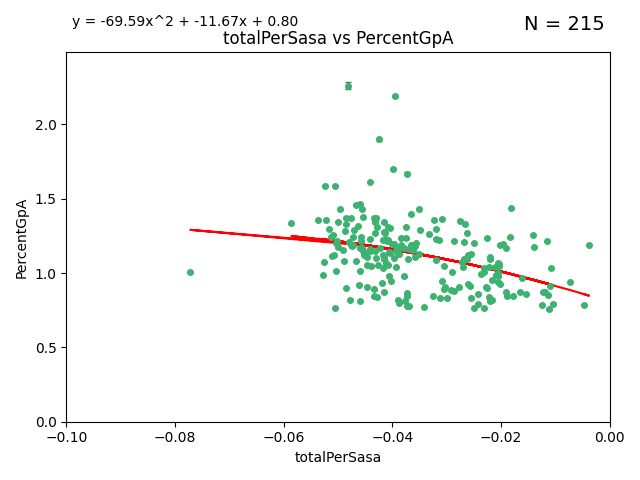 y = -69.59x^2 + -11.67x + 0.80
N = 215
totalPerSasa vs PercentGpA
PercentGpA
2.0
1.5
1.0
0.5
0.0
−0.10
−0.08
−0.06
−0.04
−0.02
0.00
totalPerSasa